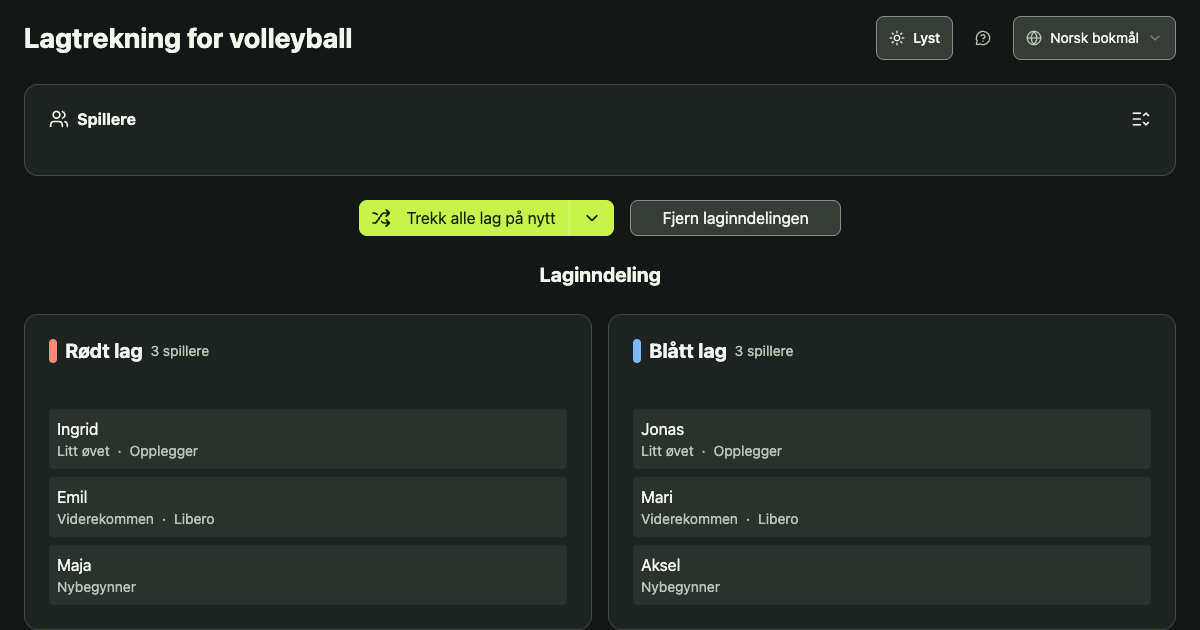 Lagtrekning for volleyball
Lyst
Norsk bokmål
Spillere
Trekk alle lag på nytt
Fjern laginndelingen
Laginndeling
Rødt lag 3 spillere
Ingrid
Litt øvet · Opplegger
Emil
Viderekommen · Libero
Maja
Nybegynner
Blått lag 3 spillere
Jonas
Litt øvet · Opplegger
Mari
Viderekommen · Libero
Aksel
Nybegynner